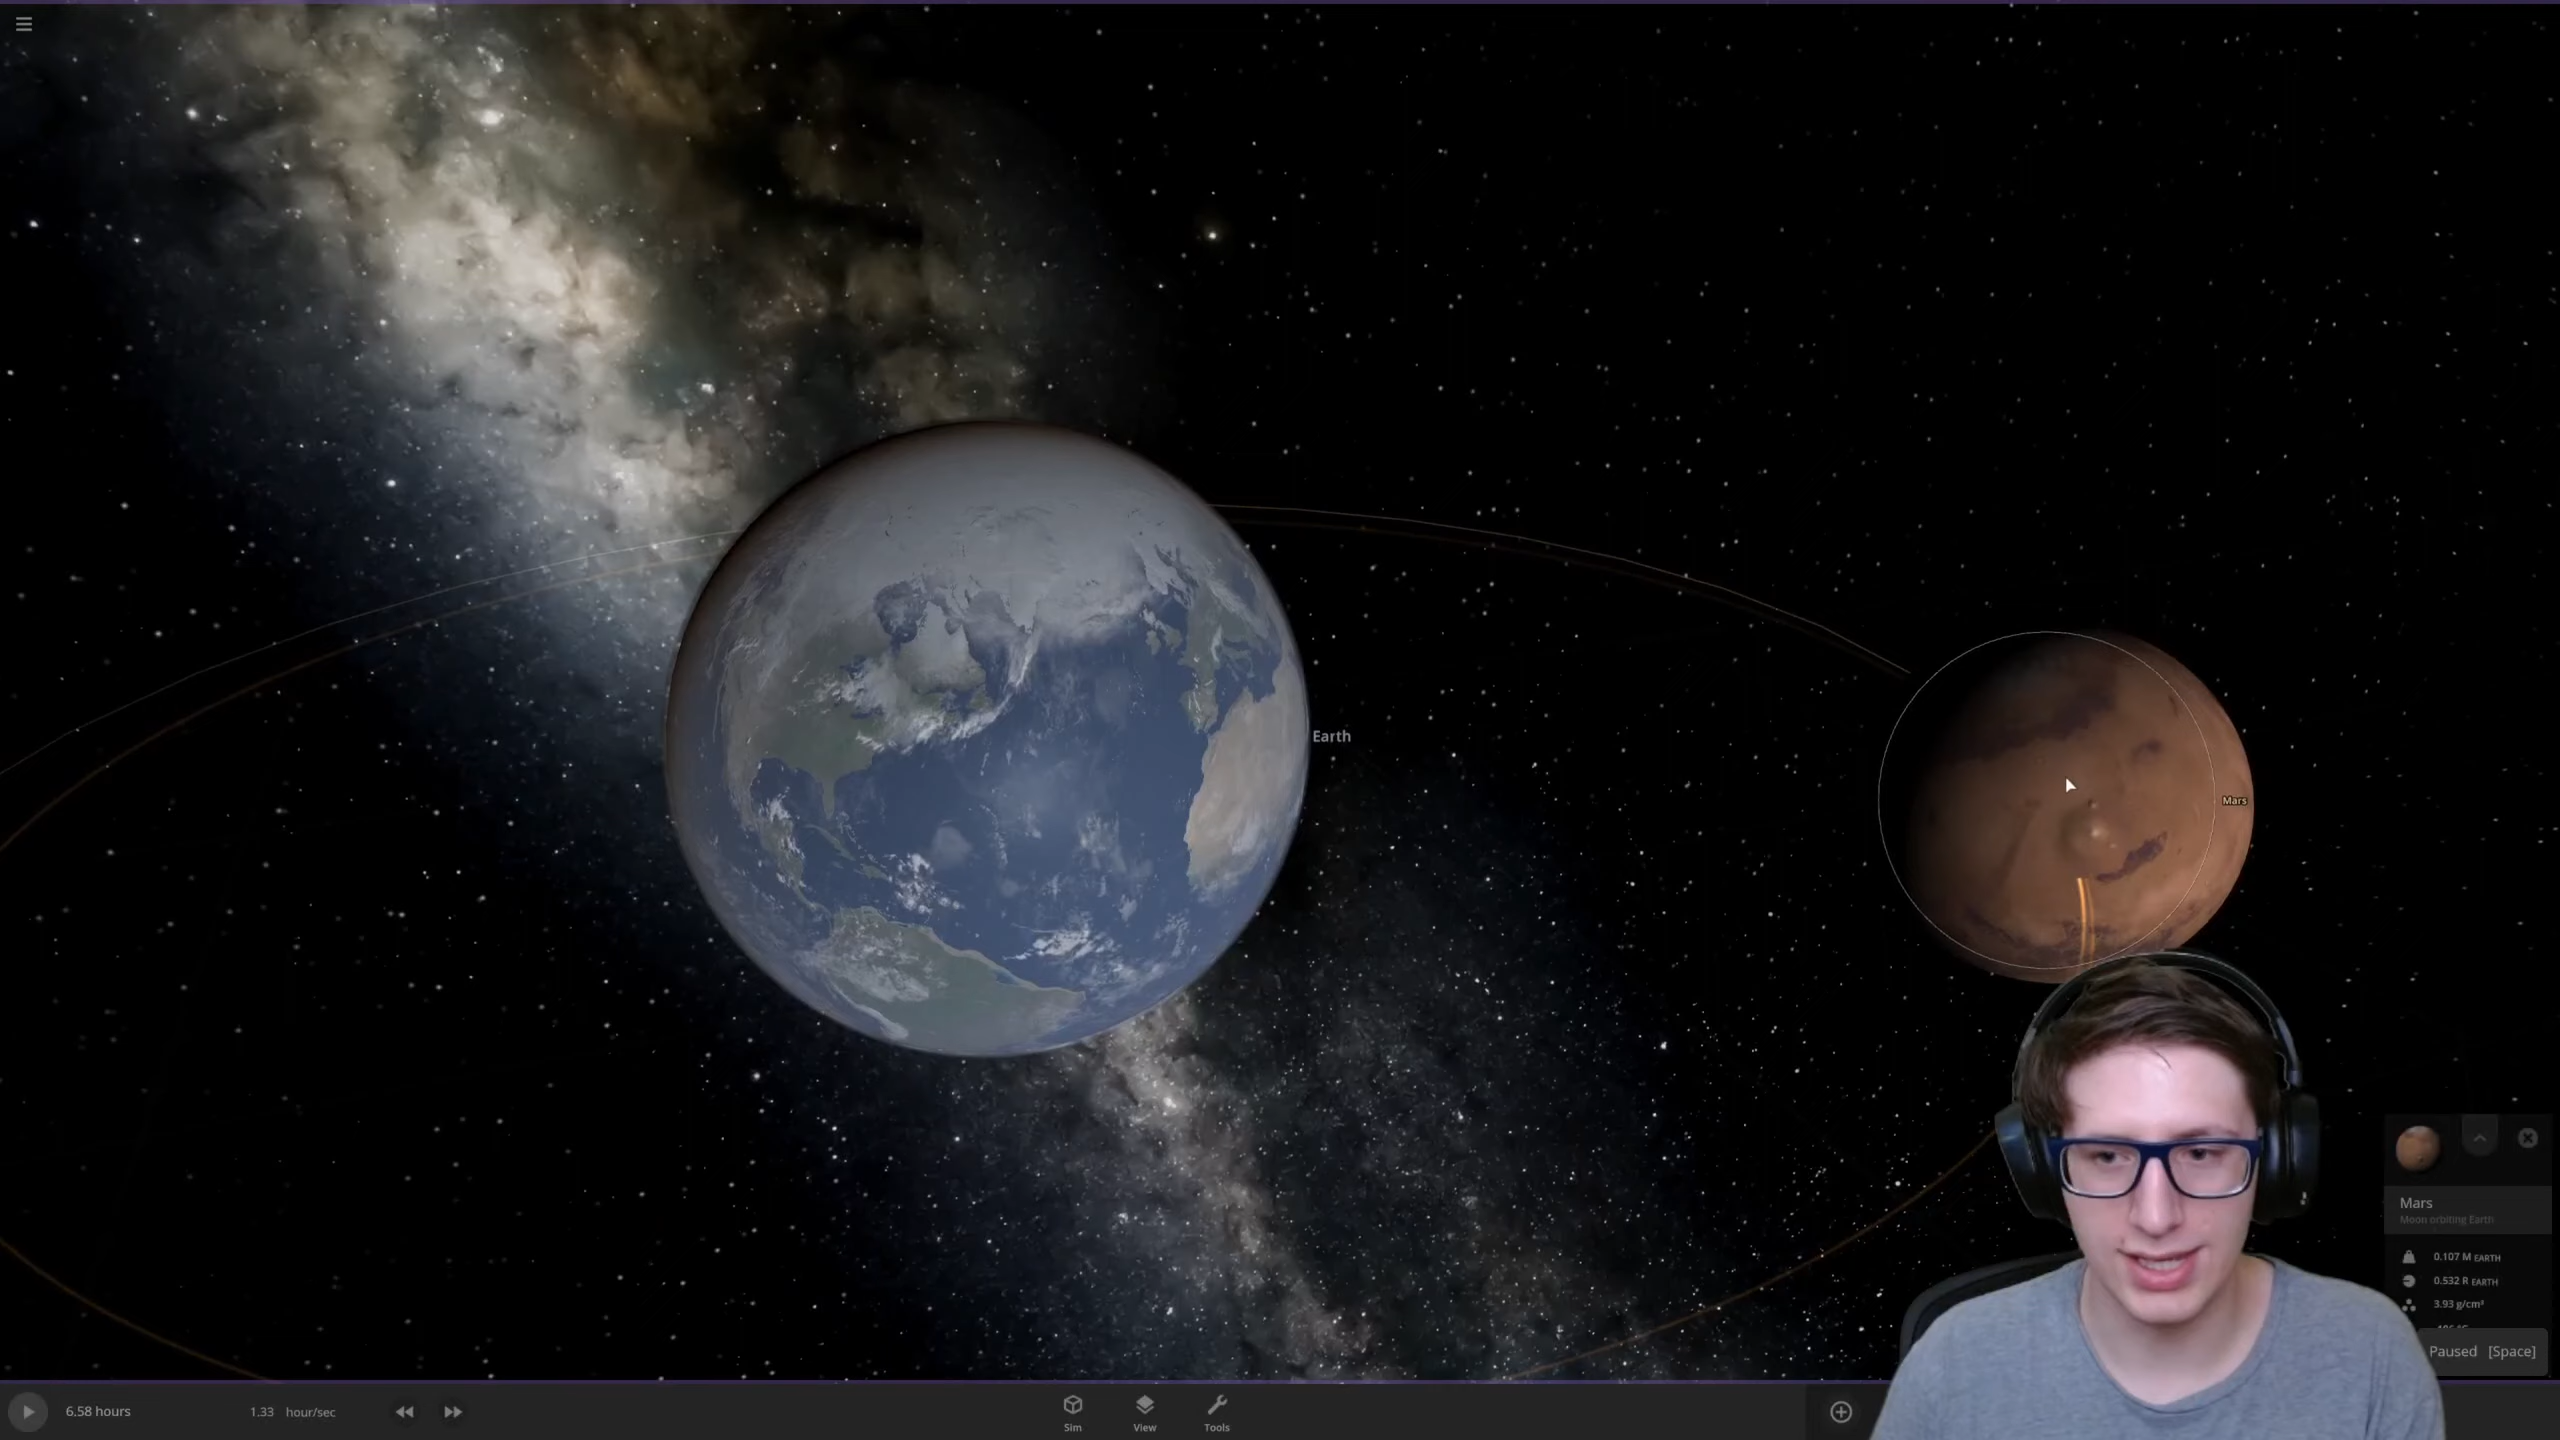 Earth
Mars
Mars
Moon orbiting Earth
0.107 M EARTH
0.532 R EARTH
3.93 g/cm³
Paused [Space]
6.58 hours
1.33 hour/sec
Sim
View
Tools